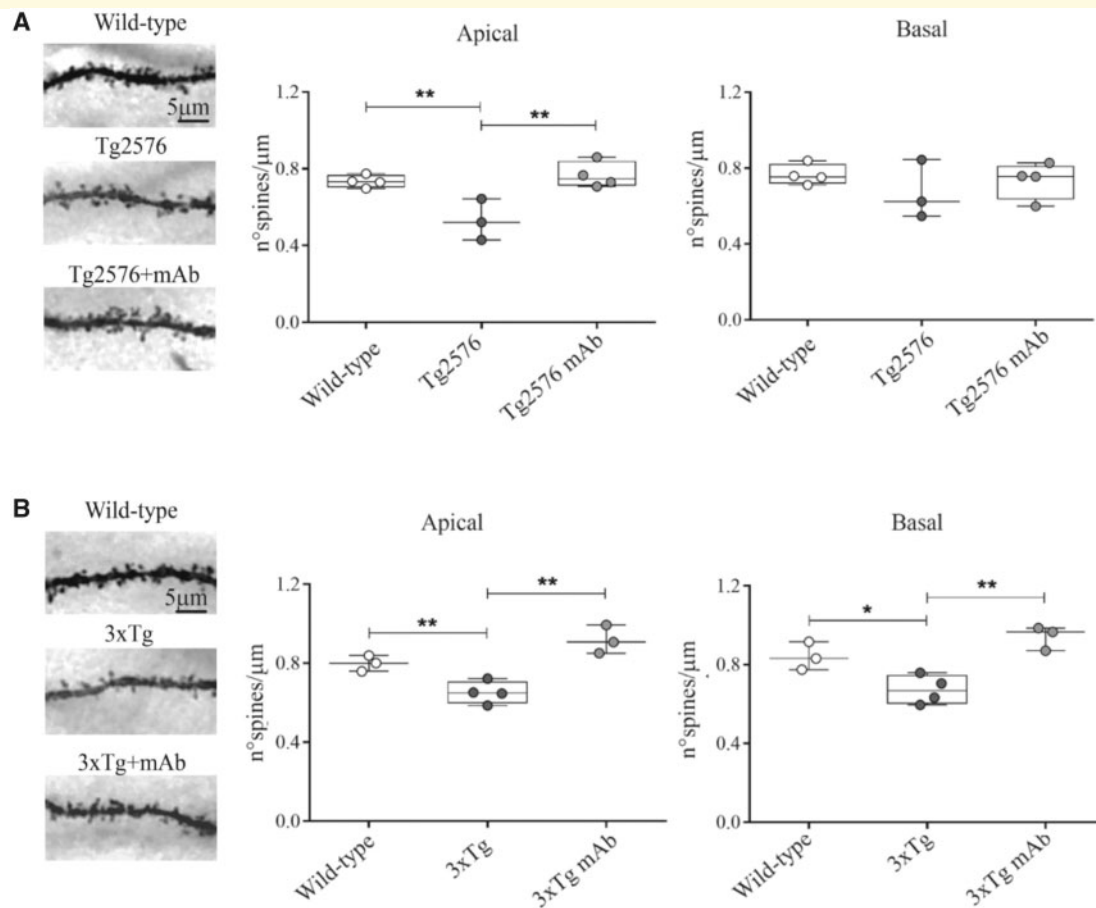 A
Wild-type
5μm
Tg2576
Tg2576+mAb
Apical
n°spines/μm
1.2
0.8
0.4
0.0
** **
Wild-type
Tg2576
Tg2576 mAb
Basal
n°spines/μm
1.2
0.8
0.4
0.0
Wild-type
Tg2576
Tg2576 mAb
B
Wild-type
5μm
3xTg
3xTg+mAb
Apical
n°spines/μm
1.2
0.8
0.4
0.0
**
**
Wild-type
3xTg
3xTg mAb
Basal
n°spines/μm
1.2
0.8
0.4
0.0
**
*
Wild-type
3xTg
3xTg mAb